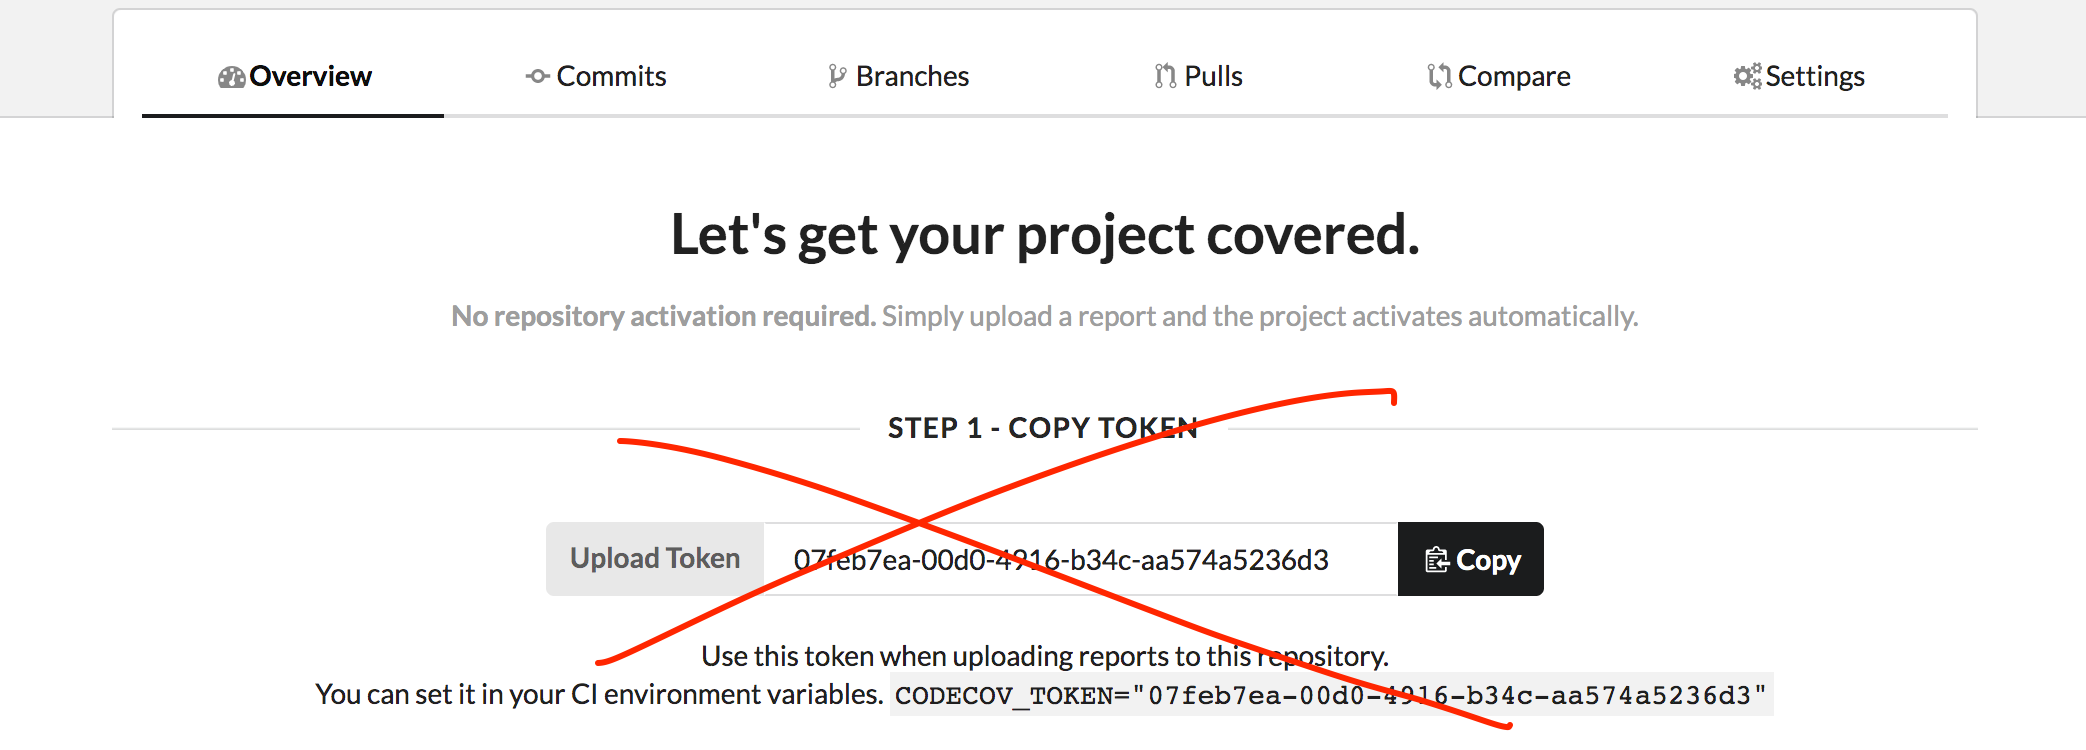 Overview Commits Branches Pulls Compare Settings
Let's get your project covered.
No repository activation required. Simply upload a report and the project activates automatically.
STEP 1 - COPY TOKEN
Upload Token 07feb7ea-00d0-4916-b34c-aa574a5236d3 Copy
Use this token when uploading reports to this repository.
You can set it in your CI environment variables. CODECOV_TOKEN="07feb7ea-00d0-4916-b34c-aa574a5236d3"